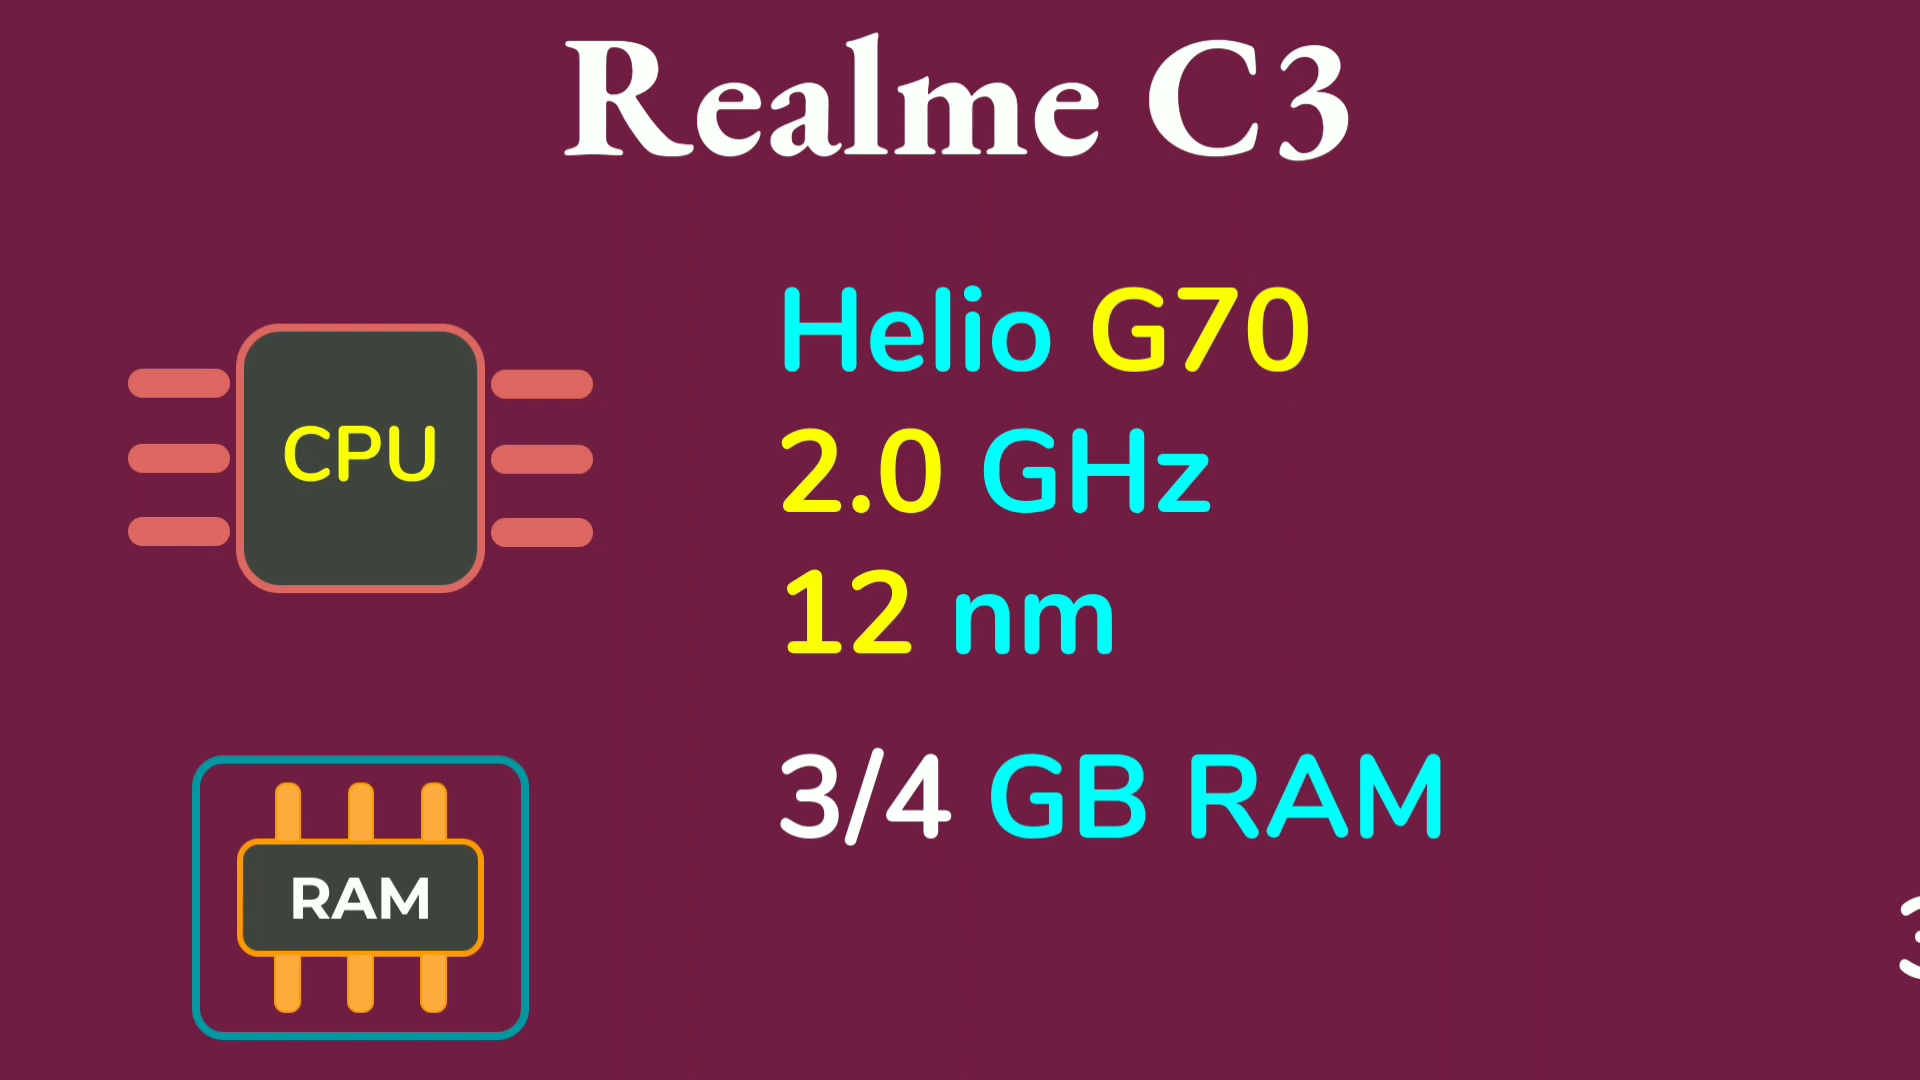 Realme C3
Helio G70
2.0 GHz
12 nm
CPU
3/4 GB RAM
RAM